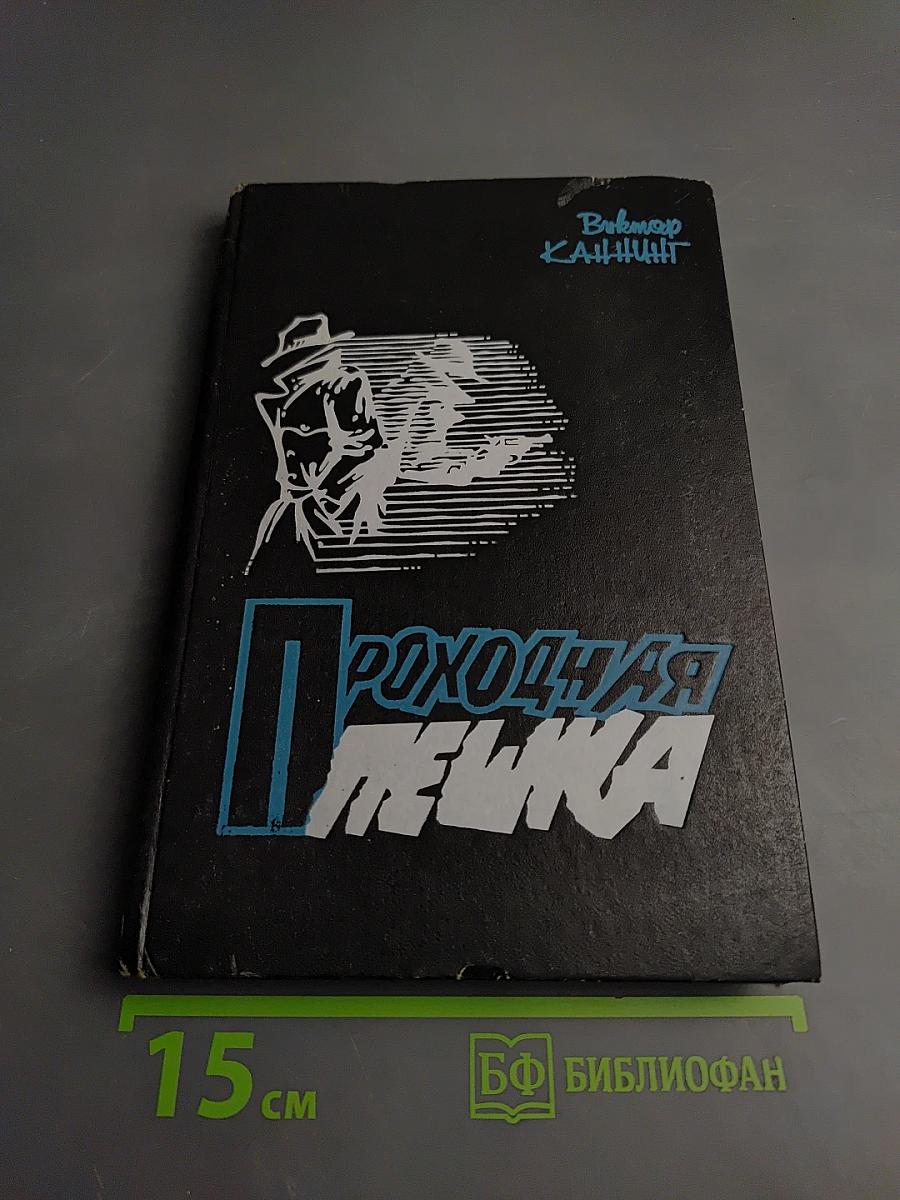 Виктор
КАННИНГ
ПРОХОДНАЯ
ПЕШКА
15 см
БФ БИБЛИОФАН